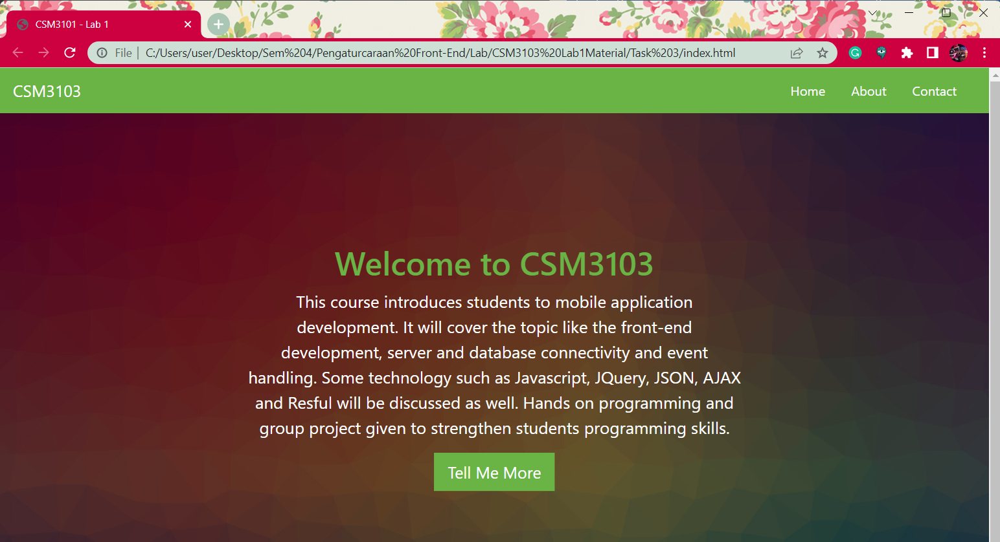 CSM3101 - Lab 1
File | C:/Users/user/Desktop/Sem%204/Pengaturcaraan%20Front-End/Lab/CSM3103%20Lab1Material/Task%203/index.html
CSM3103 Home About Contact
Welcome to CSM3103
This course introduces students to mobile application
development. It will cover the topic like the front-end
development, server and database connectivity and event
handling. Some technology such as Javascript, JQuery, JSON, AJAX
and Resful will be discussed as well. Hands on programming and
group project given to strengthen students programming skills.
Tell Me More